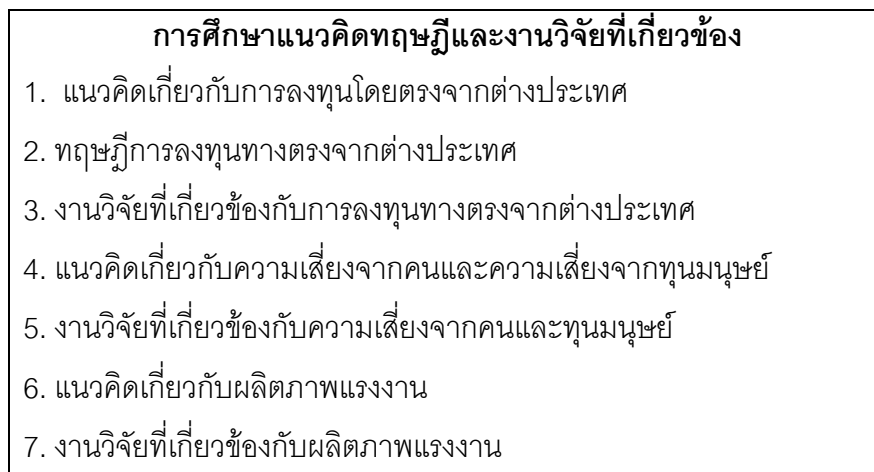 การศึกษาแนวคิดทฤษฎีและงานวิจัยที่เกี่ยวข้อง
1. แนวคิดเกี่ยวกับการลงทุนโดยตรงจากต่างประเทศ
2. ทฤษฎีการลงทุนทางตรงจากต่างประเทศ
3. งานวิจัยที่เกี่ยวข้องกับการลงทุนทางตรงจากต่างประเทศ
4. แนวคิดเกี่ยวกับความเสี่ยงจากคนและความเสี่ยงจากทุนมนุษย์
5. งานวิจัยที่เกี่ยวข้องกับความเสี่ยงจากคนและทุนมนุษย์
6. แนวคิดเกี่ยวกับผลิตภาพแรงงาน
7. งานวิจัยที่เกี่ยวข้องกับผลิตภาพแรงงาน